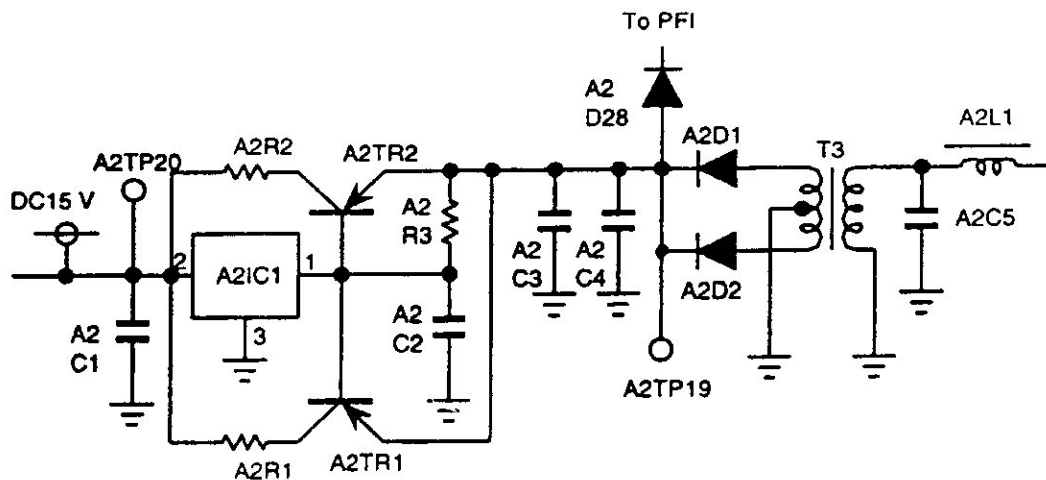 To PFI
A2
D28
A2D1
T3
A2L1
A2R2
A2TR2
A2TP20
DC15 V
A2
R3
2
A2IC1
1
A2
C3
A2
C4
A2C5
A2D2
3
A2
C1
A2
C2
A2TP19
A2R1
A2TR1